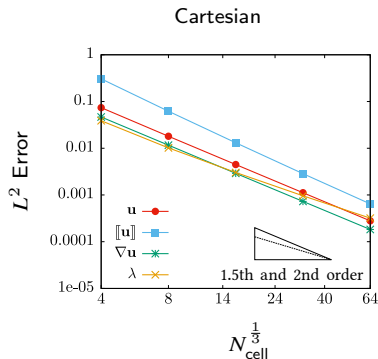 Cartesian
1
0.1
0.01
0.001
0.0001
1e-05
L² Error
u
⟦u⟧
∇u
λ
1.5th and 2nd order
4 8 14 24 40 64
N_cell^{1/3}